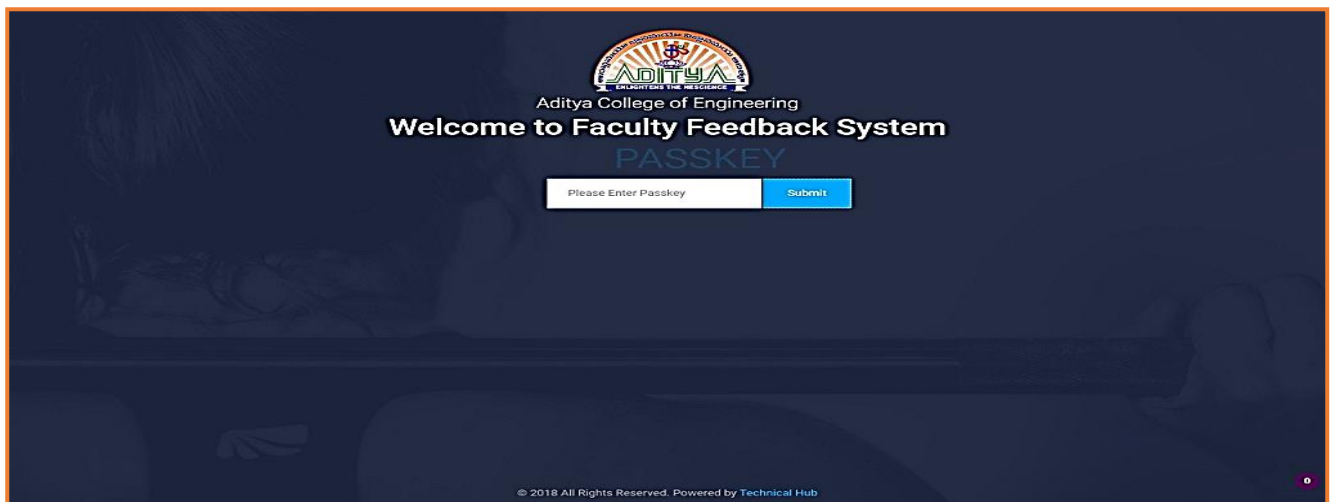 ADITYA
ENLIGHTENS THE NESCIENCE
Aditya College of Engineering
Welcome to Faculty Feedback System
PASSKEY
Please Enter Passkey
Submit
© 2018 All Rights Reserved. Powered by Technical Hub
0